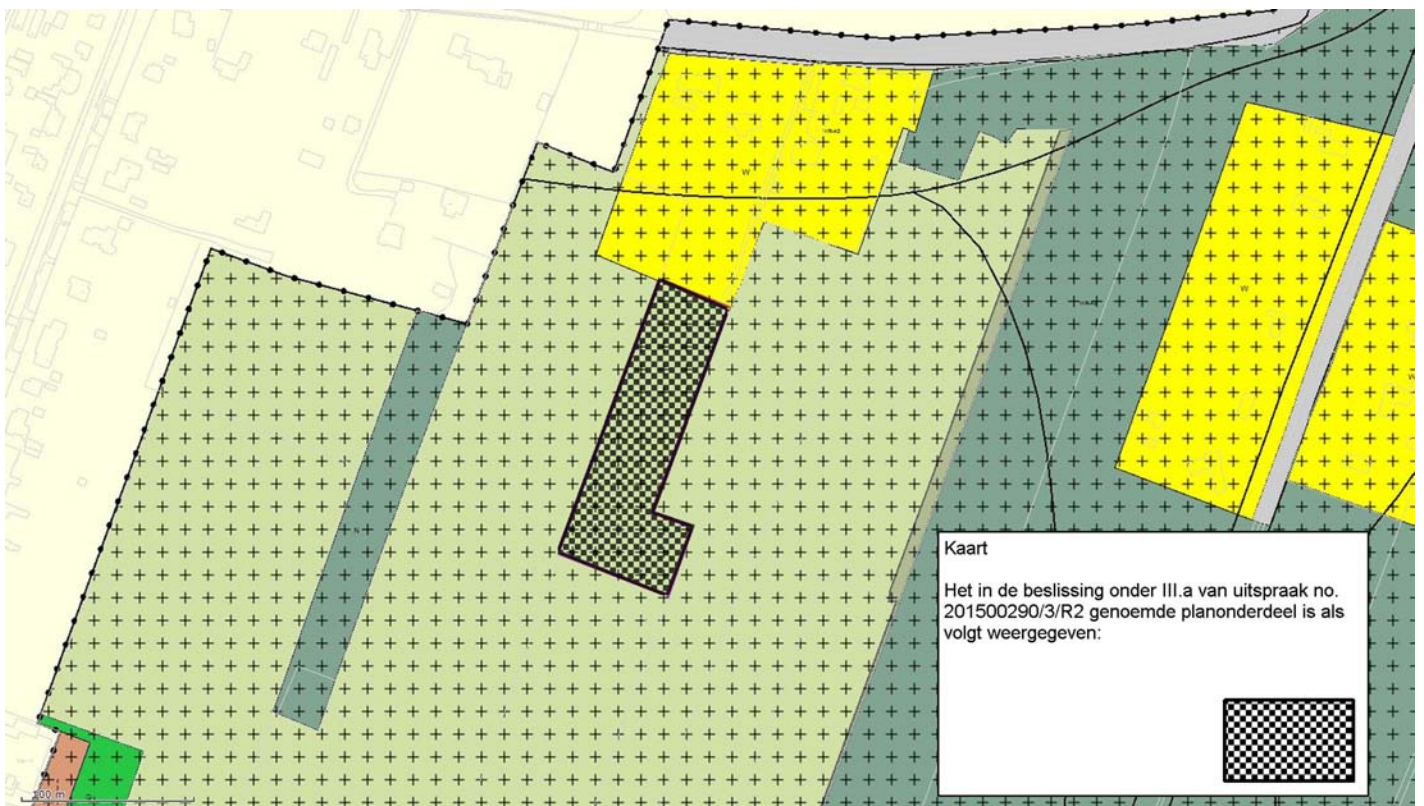 W
W
N
Kaart
Het in de beslissing onder III.a van uitspraak no.
201500290/3/R2 genoemde planonderdeel is als
volgt weergegeven:
100 m